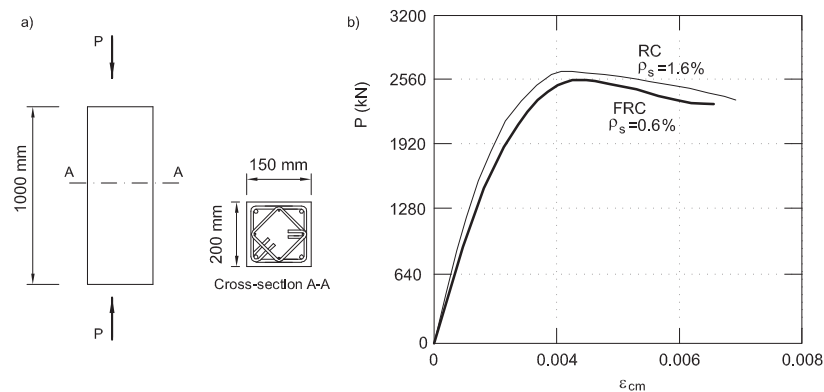 a)
P
A
A
1000 mm
P
150 mm
200 mm
Cross-section A-A
b)
P (kN)
3200
2560
1920
1280
640
0
0
0.004
0.006
0.008
εcm
RC
ρs=1.6%
FRC
ρs=0.6%